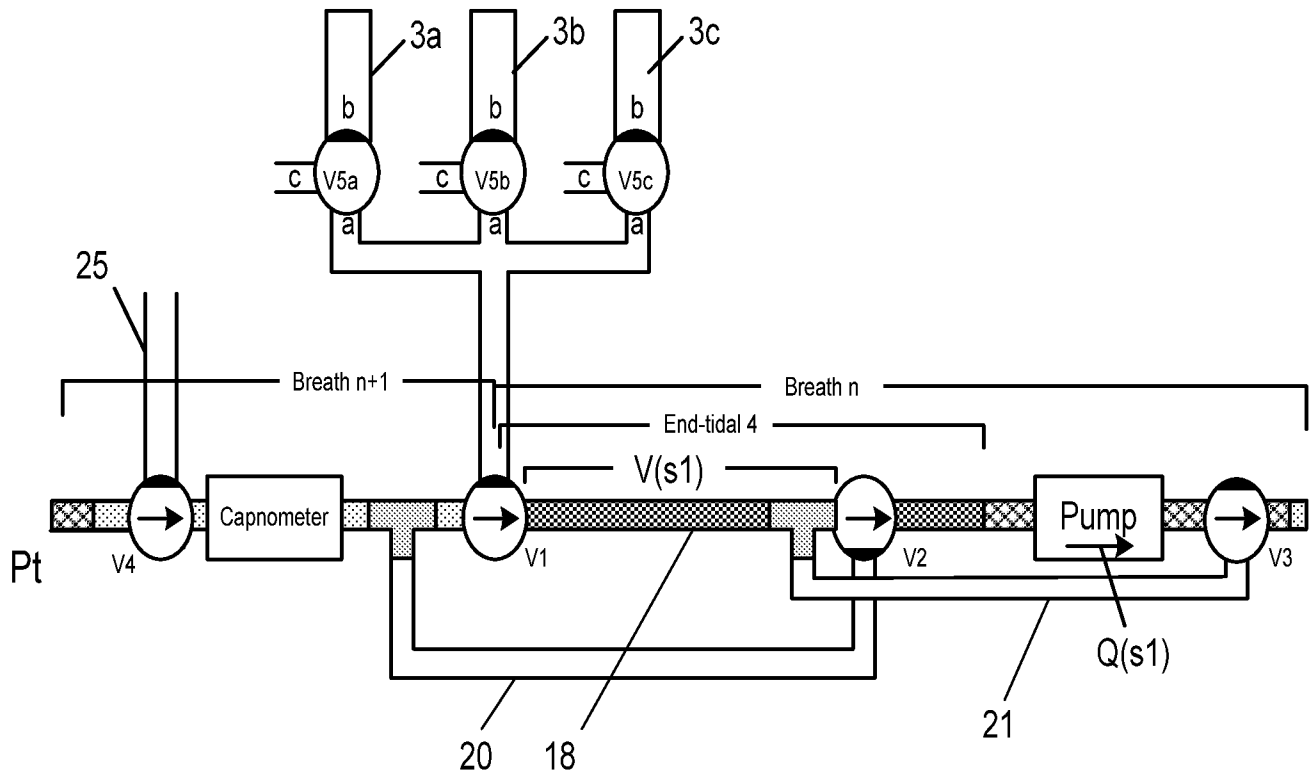 3a
3b
3c
b
b
b
c
V5a
c
V5b
c
V5c
a
a
a
25
Breath n+1
Breath n
End-tidal 4
V(s1)
Capnometer
Pump
Pt
V4
V1
V2
V3
Q(s1)
20
18
21